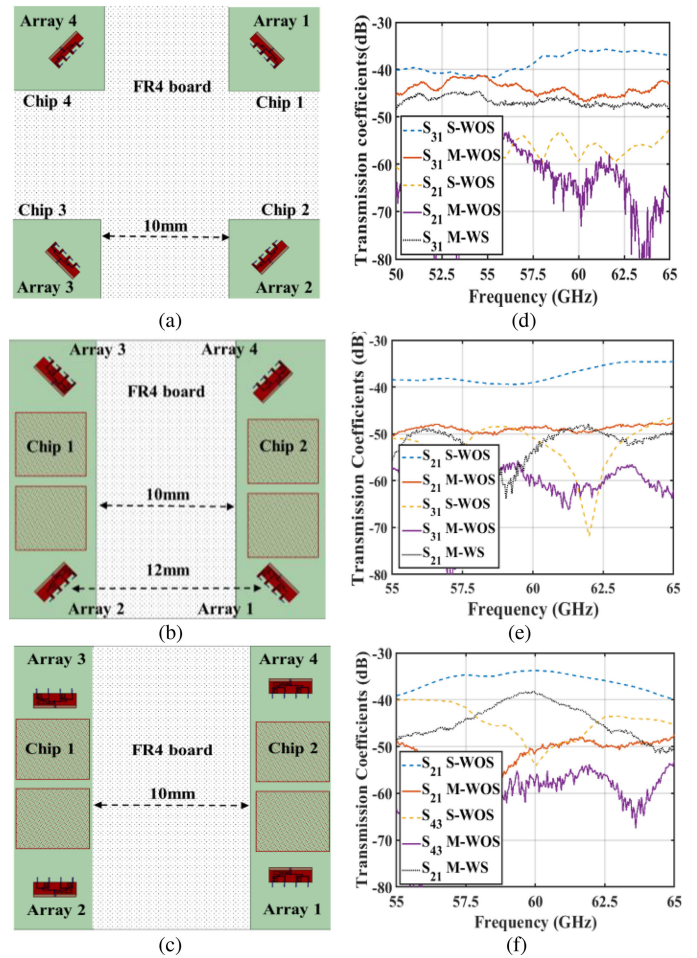 Array 4
Array 1
FR4 board
Chip 4
Chip 1
Chip 3
Chip 2
10mm
Array 3
Array 2
(a)
Transmission coefficients(dB)
-30
-40
-50
-60
-70
-80
S31 S-WOS
S31 M-WOS
S21 S-WOS
S21 M-WOS
S31 M-WS
50
52.5
55
57.5
60
62.5
65
Frequency (GHz)
(d)
Array 3
Array 4
FR4 board
Chip 1
Chip 2
10mm
12mm
Array 2
Array 1
(b)
Transmission Coefficients (dB)
-30
-40
-50
-60
-70
-80
S21 S-WOS
S21 M-WOS
S31 S-WOS
S31 M-WOS
S21 M-WS
55
57.5
60
62.5
65
Frequency (GHz)
(e)
Array 3
Array 4
FR4 board
Chip 1
Chip 2
10mm
Array 2
Array 1
(c)
Transmission Coefficients (dB)
-30
-40
-50
-60
-70
-80
S21 S-WOS
S21 M-WOS
S43 S-WOS
S43 M-WOS
S21 M-WS
55
57.5
60
62.5
65
Frequency (GHz)
(f)